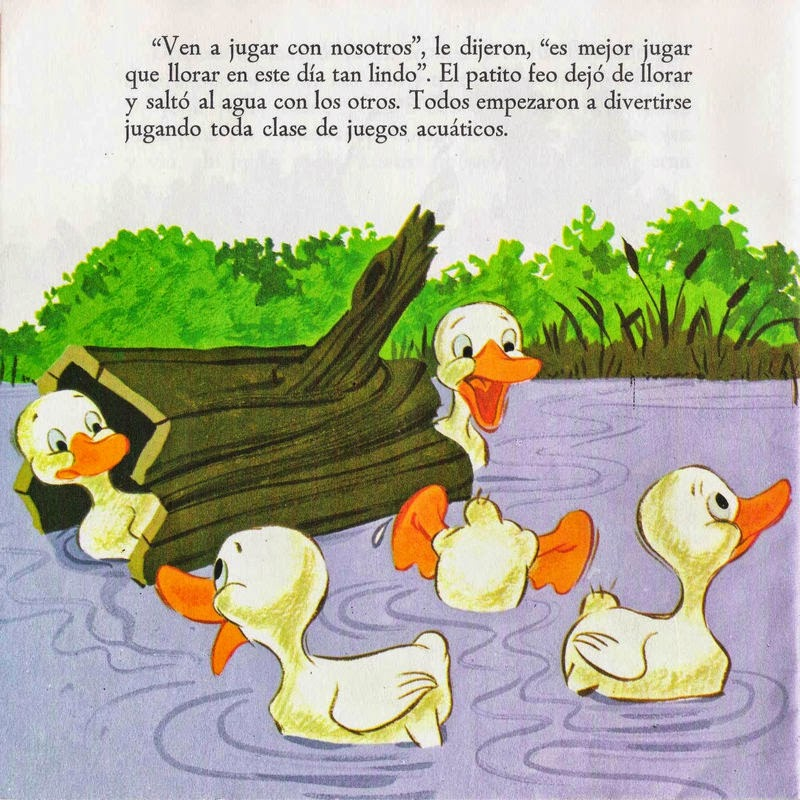 “Ven a jugar con nosotros”, le dijeron, “es mejor jugar
que llorar en este día tan lindo”. El patito feo dejó de llorar
y saltó al agua con los otros. Todos empezaron a divertirse
jugando toda clase de juegos acuáticos.